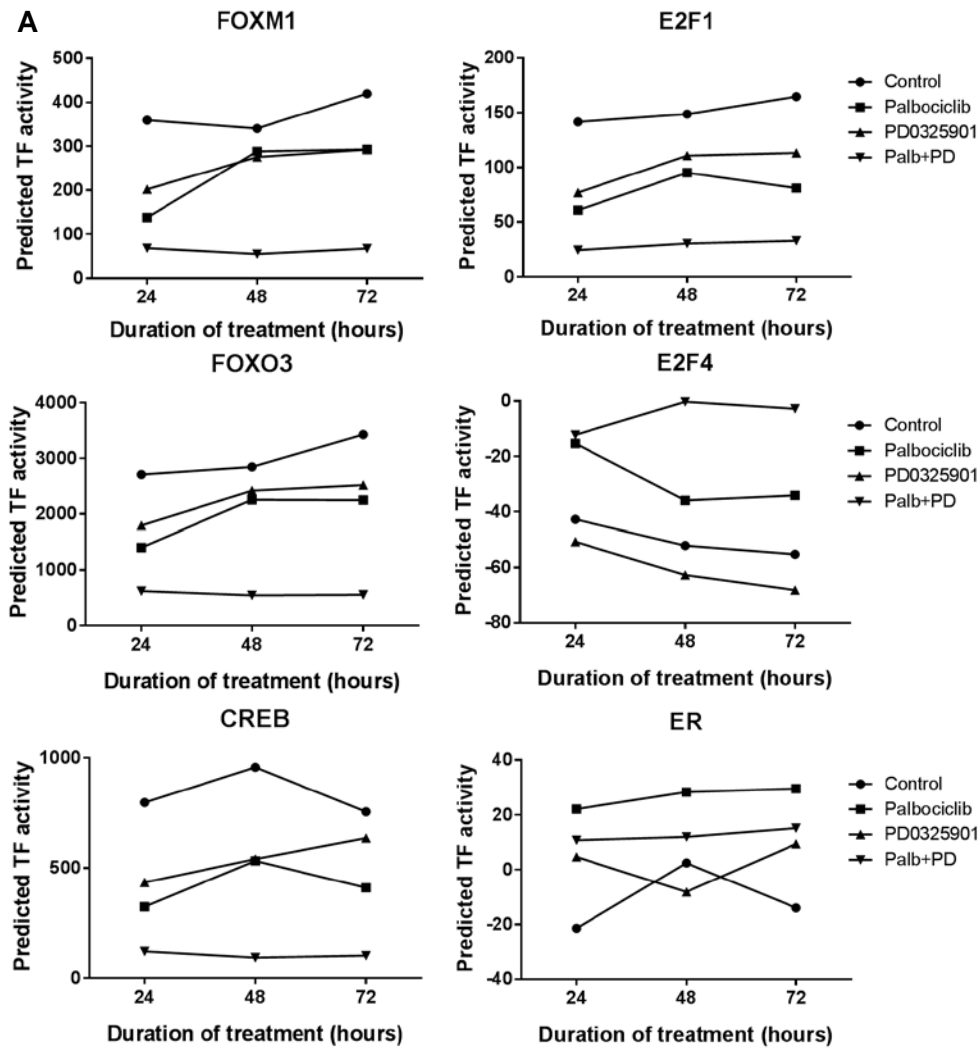 A
FOXM1
Predicted TF activity
500
400
300
200
100
0
24 48 72
Duration of treatment (hours)
E2F1
Predicted TF activity
200
150
100
50
0
24 48 72
Duration of treatment (hours)
Control
Palbociclib
PD0325901
Palb+PD
FOXO3
Predicted TF activity
4000
3000
2000
1000
0
24 48 72
Duration of treatment (hours)
E2F4
Predicted TF activity
0
-20
-40
-60
-80
24 48 72
Duration of treatment (hours)
Control
Palbociclib
PD0325901
Palb+PD
CREB
Predicted TF activity
1000
500
0
24 48 72
Duration of treatment (hours)
ER
Predicted TF activity
40
20
0
-20
-40
24 48 72
Duration of treatment (hours)
Control
Palbociclib
PD0325901
Palb+PD